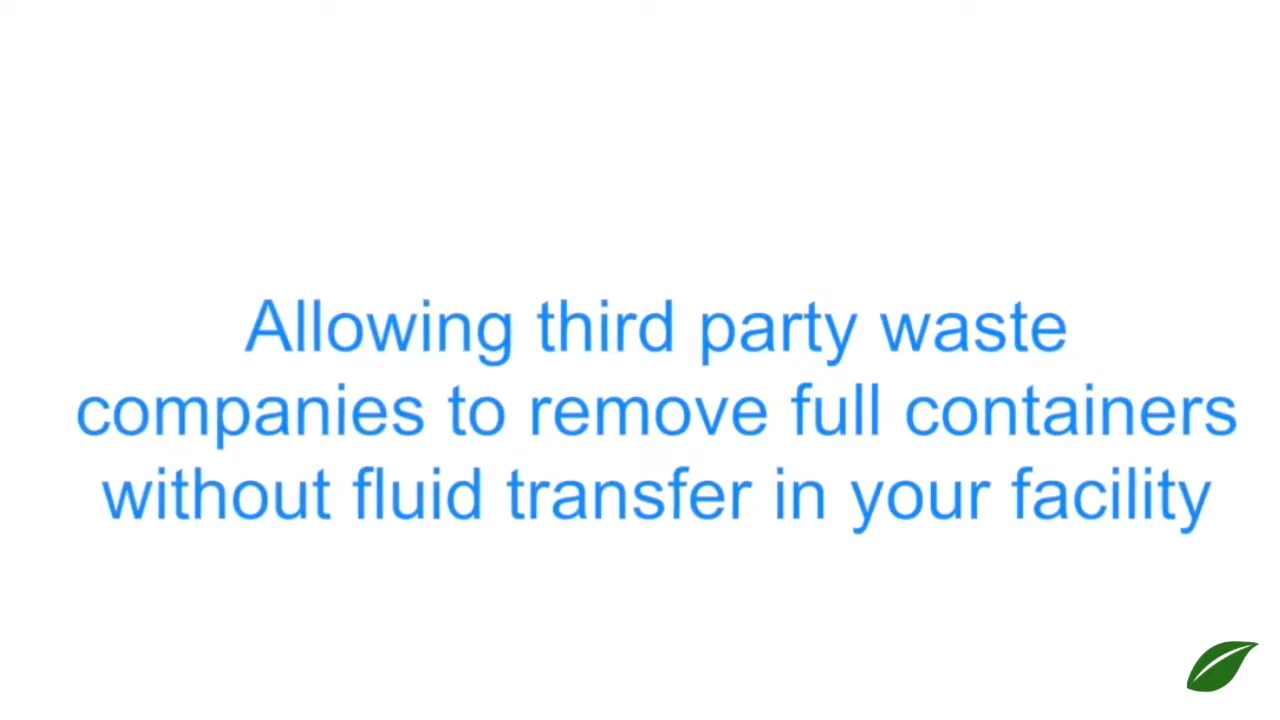 Allowing third party waste
companies to remove full containers
without fluid transfer in your facility